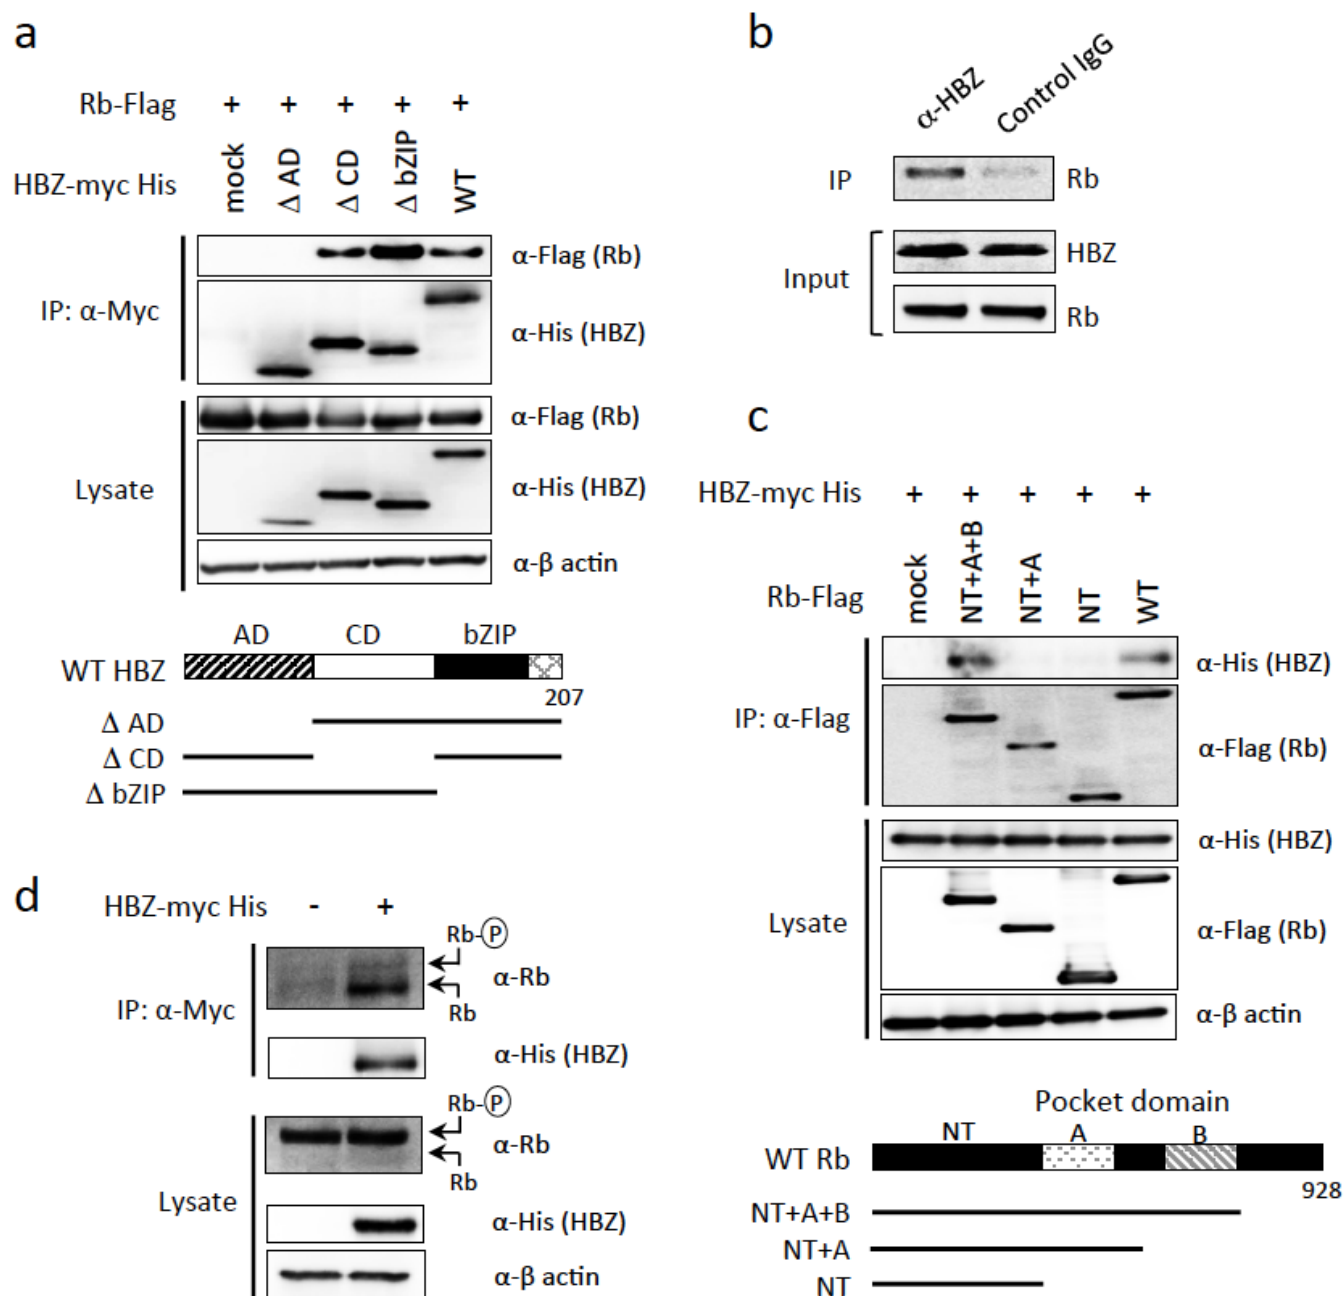 a
Rb-Flag + + + + +
HBZ-myc His mock Δ AD Δ CD Δ bZIP WT
IP: α-Myc
α-Flag (Rb)
α-His (HBZ)
Lysate
α-Flag (Rb)
α-His (HBZ)
α-β actin
AD CD bZIP
WT HBZ
207
Δ AD
Δ CD
Δ bZIP
b
α-HBZ Control IgG
IP Rb
Input
HBZ
Rb
c
HBZ-myc His + + + + +
Rb-Flag mock NT+A+B NT+A NT WT
IP: α-Flag
α-His (HBZ)
α-Flag (Rb)
Lysate
α-His (HBZ)
α-Flag (Rb)
α-β actin
Pocket domain
NT A B
WT Rb
928
NT+A+B
NT+A
NT
d
HBZ-myc His - +
IP: α-Myc
Rb-P
α-Rb
Rb
α-His (HBZ)
Lysate
Rb-P
α-Rb
Rb
α-His (HBZ)
α-β actin